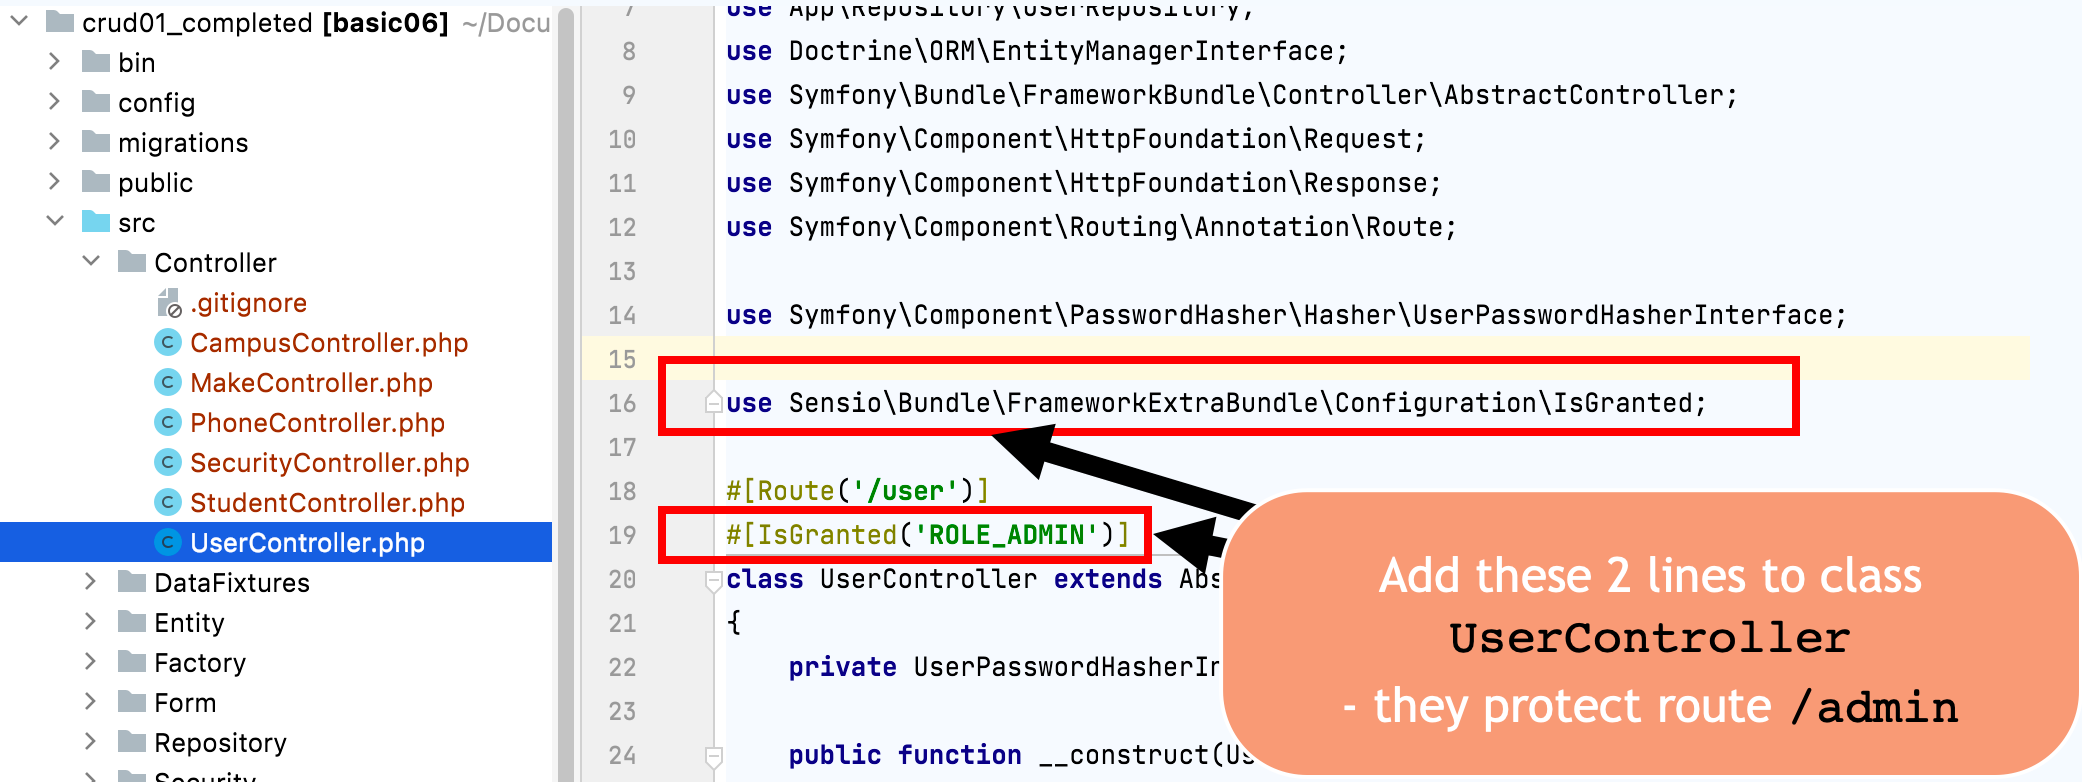 crud01_completed [basic06] ~/Docu
bin
config
migrations
public
src
Controller
.gitignore
CampusController.php
MakeController.php
PhoneController.php
SecurityController.php
StudentController.php
UserController.php
DataFixtures
Entity
Factory
Form
Repository
Security
7 use App\Repository\UserRepository;
8 use Doctrine\ORM\EntityManagerInterface;
9 use Symfony\Bundle\FrameworkBundle\Controller\AbstractController;
10 use Symfony\Component\HttpFoundation\Request;
11 use Symfony\Component\HttpFoundation\Response;
12 use Symfony\Component\Routing\Annotation\Route;
13
14 use Symfony\Component\PasswordHasher\Hasher\UserPasswordHasherInterface;
15
16 use Sensio\Bundle\FrameworkExtraBundle\Configuration\IsGranted;
17
18 #[Route('/user')]
19 #[IsGranted('ROLE_ADMIN')]
20 class UserController extends Abs
21 {
22 private UserPasswordHasherIn
23
24 public function __construct(Us
Add these 2 lines to class
UserController
- they protect route /admin